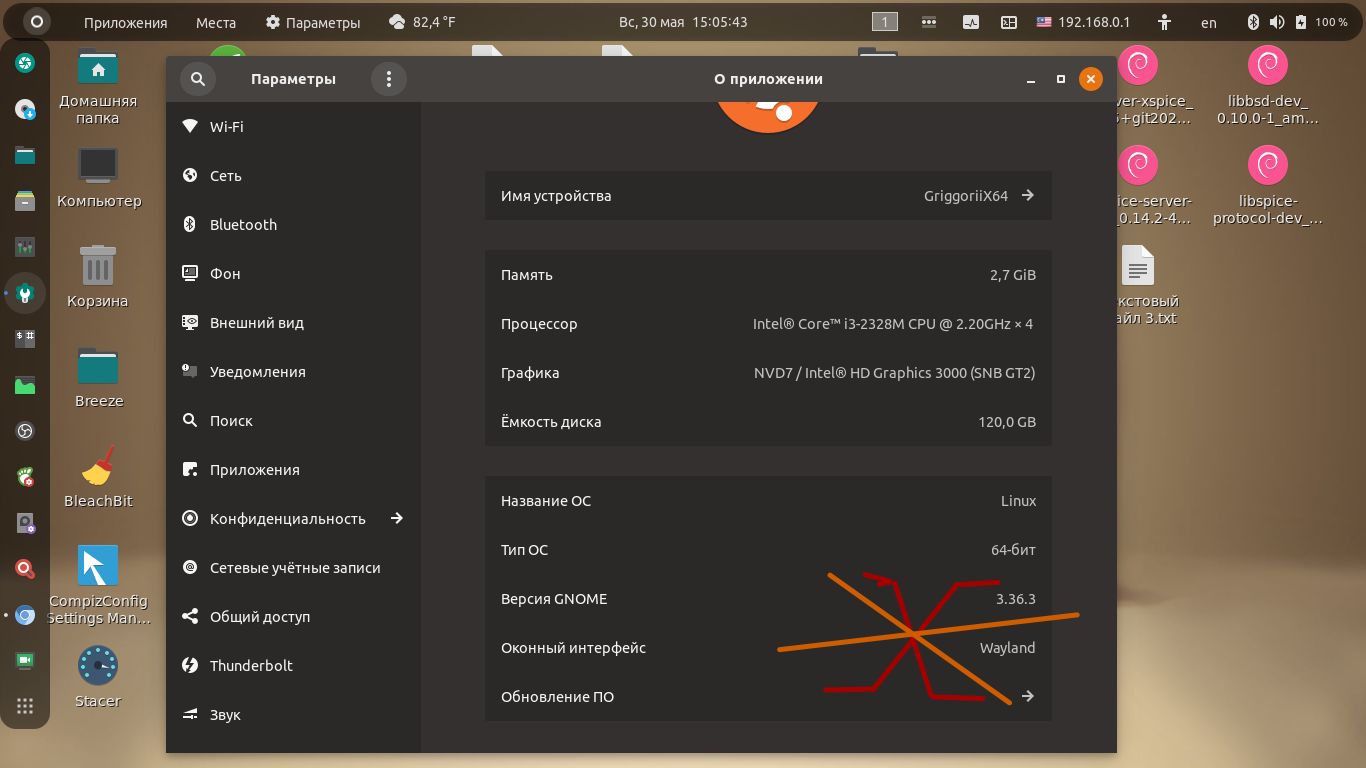 Приложения Места Параметры 82,4 °F Вс, 30 мая 15:05:43 1 192.168.0.1 en 100 %
Домашняя
папка
Компьютер
Корзина
Breeze
BleachBit
CompizConfig
Settings Man...
Stacer
Параметры
О приложении
Wi-Fi
Сеть
Bluetooth
Фон
Внешний вид
Уведомления
Поиск
Приложения
Конфиденциальность
Сетевые учётные записи
Общий доступ
Thunderbolt
Звук
Имя устройства GriggoriiX64
Память 2,7 GiB
Процессор Intel® Core™ i3-2328M CPU @ 2.20GHz × 4
Графика NVD7 / Intel® HD Graphics 3000 (SNB GT2)
Ёмкость диска 120,0 GB
Название ОС Linux
Тип ОС 64-бит
Версия GNOME 3.36.3
Оконный интерфейс Wayland
Обновление ПО
ver-xspice_
+git202...
libbsd-dev_
0.10.0-1_am...
ice-server-
0.14.2-4...
libspice-
protocol-dev_...
кстовый
айл 3.txt